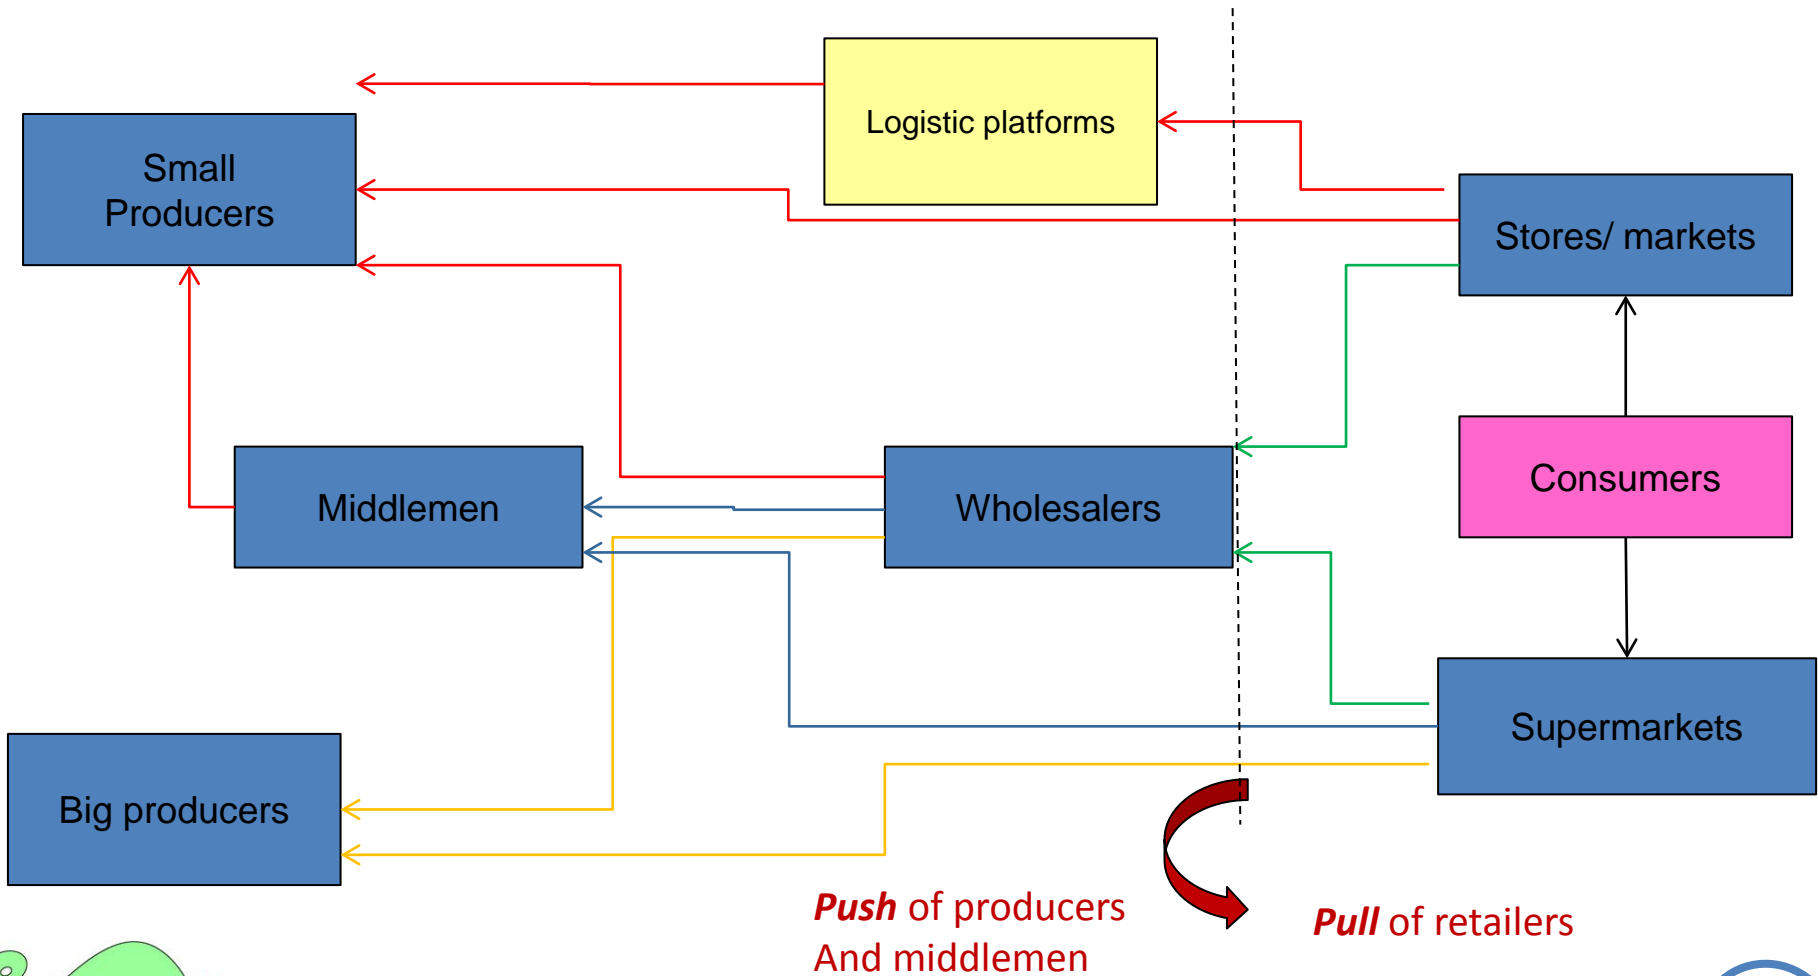 Logistic platforms
Small
Producers
Stores/ markets
Consumers
Middlemen
Wholesalers
Supermarkets
Big producers
Push of producers
And middlemen
Pull of retailers